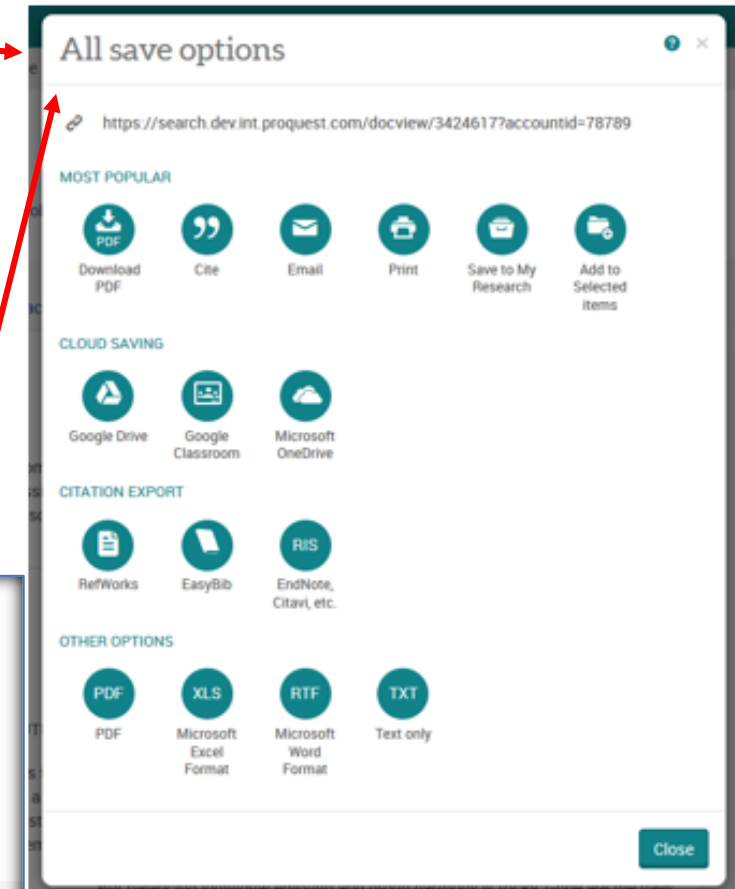 All save options
https://search.dev.int.proquest.com/docview/3424617?accountid=78789
MOST POPULAR
PDF
Download PDF
Cite
Email
Print
Save to My Research
Add to Selected items
CLOUD SAVING
Google Drive
Google Classroom
Microsoft OneDrive
CITATION EXPORT
RefWorks
EasyBib
RIS
EndNote, Citavi, etc.
OTHER OPTIONS
PDF
PDF
XLS
Microsoft Excel Format
RTF
Microsoft Word Format
TXT
Text only
Close